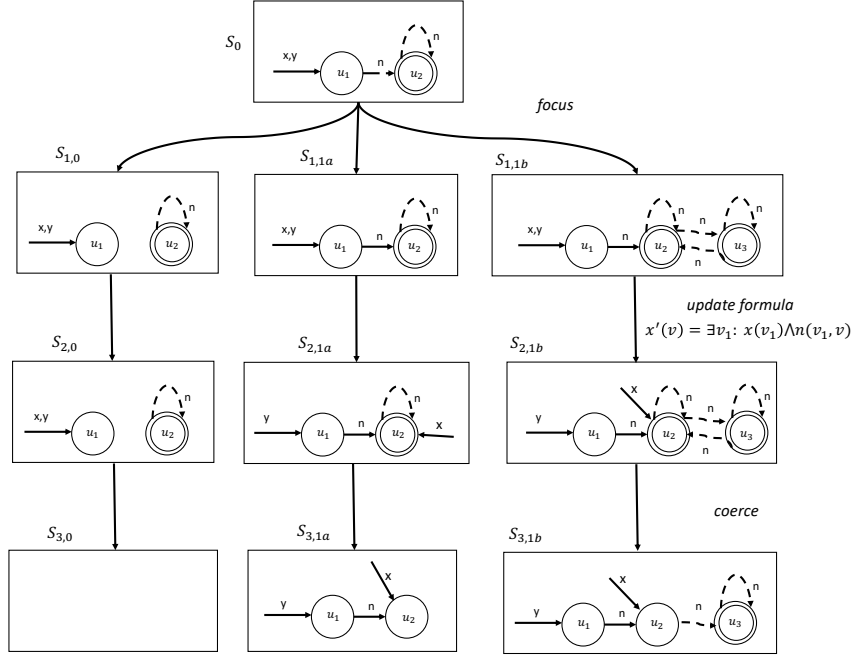 S₀
x,y
u₁
n
u₂
n
focus
S₁,₀
x,y
u₁
u₂
n
S₁,₁ₐ
x,y
u₁
n
u₂
n
S₁,₁b
x,y
u₁
n
u₂
n
n
n
u₃
n
update formula
x′(v) = ∃v₁: x(v₁)⋀n(v₁, v)
S₂,₀
x,y
u₁
u₂
n
S₂,₁ₐ
y
u₁
n
u₂
n
x
S₂,₁b
x
y
u₁
n
u₂
n
n
n
u₃
n
coerce
S₃,₀
S₃,₁ₐ
x
y
u₁
n
u₂
S₃,₁b
x
y
u₁
n
u₂
n
u₃
n